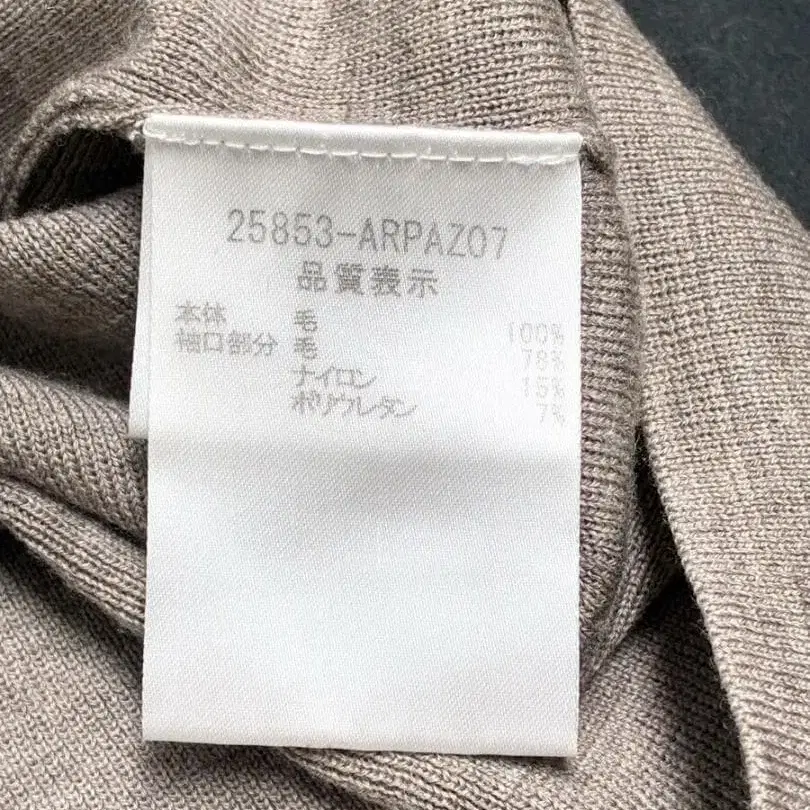 25853-ARPAZ07
品質表示
本体 毛 100%
袖口部分 毛 78%
ナイロン 15%
ポリウレタン 7%